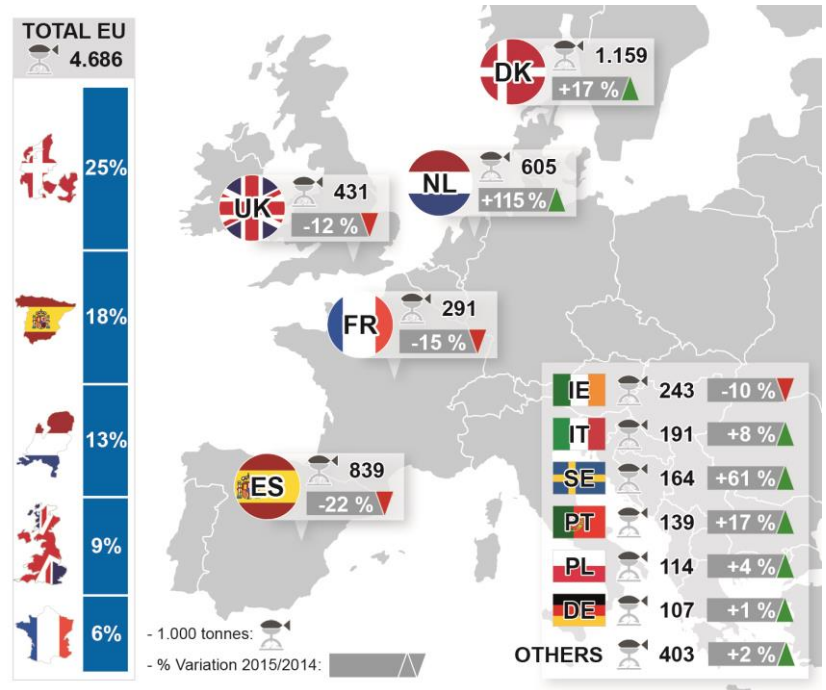 TOTAL EU
4.686
25%
18%
13%
9%
6%
DK
1.159
+17 %
NL
605
+115 %
UK
431
-12 %
FR
291
-15 %
ES
839
-22 %
IE 243 -10 %
IT 191 +8 %
SE 164 +61 %
PT 139 +17 %
PL 114 +4 %
DE 107 +1 %
OTHERS 403 +2 %
- 1.000 tonnes:
- % Variation 2015/2014: